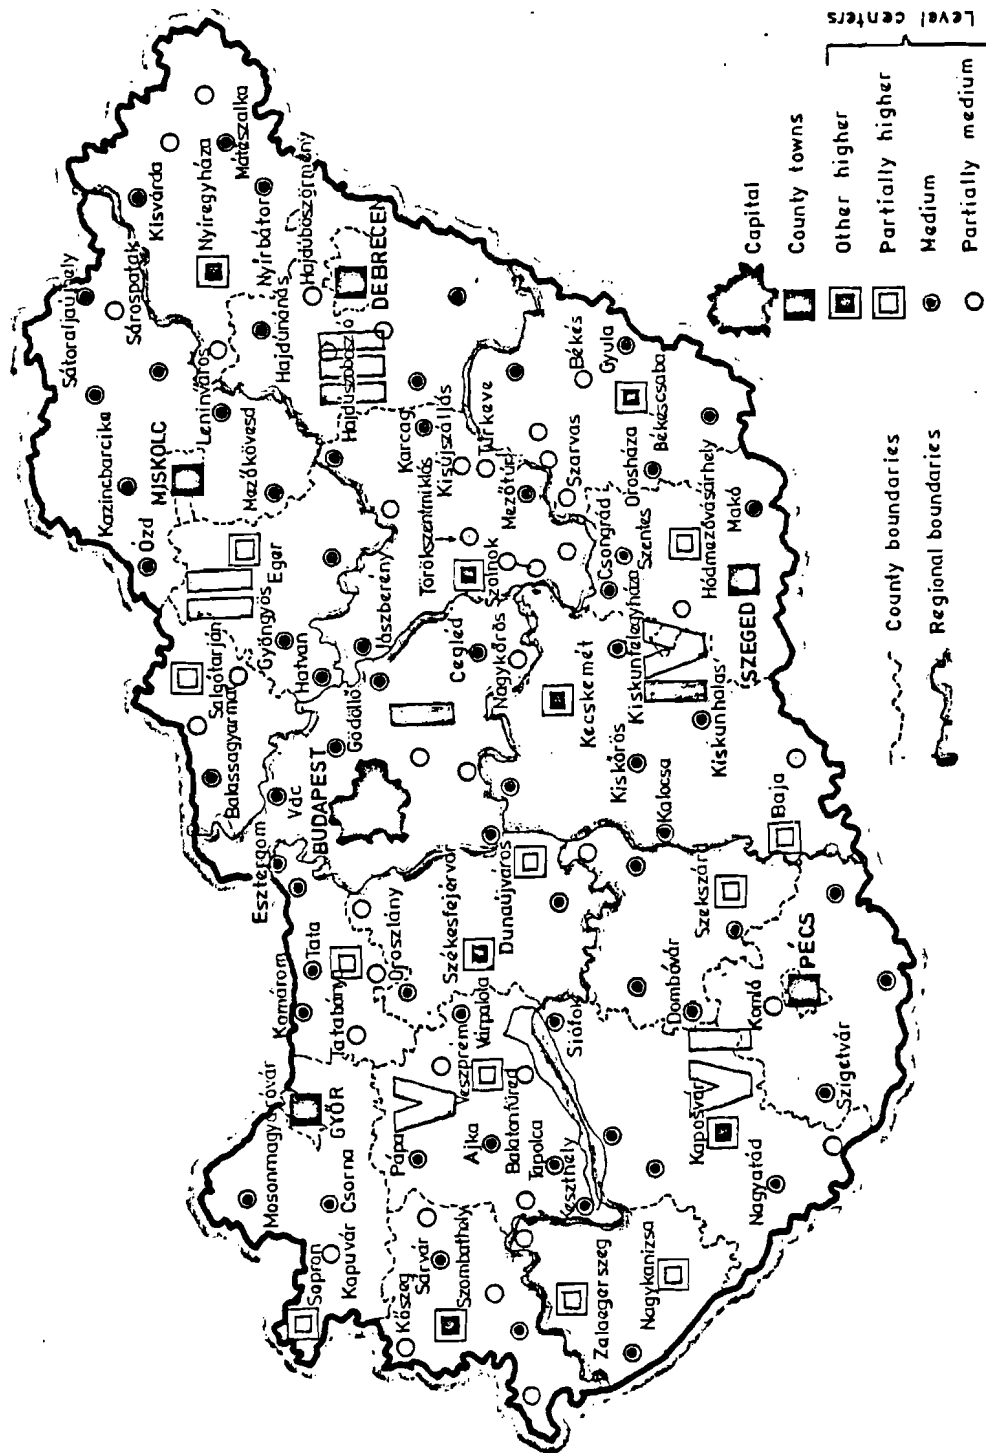 Sátoraljaujhely
Sárospatak
Kisvárda
Kazincbarcika
Leninváros
Nyíregyháza
Mátészalka
Nyírbátor
Hajdúböszörmény
Hajdúnánás
MISKOLC
Ózd
Mezőkövesd
DEBRECEN
Hajdúszoboszló
III
Eger
II
Salgótarján
Balassagyarmat
Gyöngyös
Hatvan
Jászberény
Karcag
Kisújszállás
Túrkeve
Törökszentmiklós
Szolnok
Mezőtúr
Szarvas
Békés
Gyula
Békéscsaba
Orosháza
Csongrád
Szentes
Hódmezővásárhely
Makó
SZEGED
Gödöllő
Vác
BUDAPEST
I
Cegléd
Nagykőrös
Kecskemét
Kiskunfélegyháza
IV
Kiskőrös
Kiskunhalas
Kalocsa
Baja
Esztergom
Tata
Komárom
Tatabánya
Oroszlány
Székesfejérvár
Dunaújváros
Szekszárd
Mosonmagyaróvár
GYŐR
Csorna
Kapuvár
Sopron
Pápa
V
Veszprém
Várpalota
Ajka
Balatonfüred
Tapolca
Keszthely
Siófok
Dombóvár
Komló
PÉCS
VI
Kaposvár
Szigetvár
Nagyatád
Kőszeg
Sárvár
Szombathely
Zalaegerszeg
Nagykanizsa
Capital
County towns
Other higher
Partially higher
Medium
Partially medium
Level centers
County boundaries
Regional boundaries